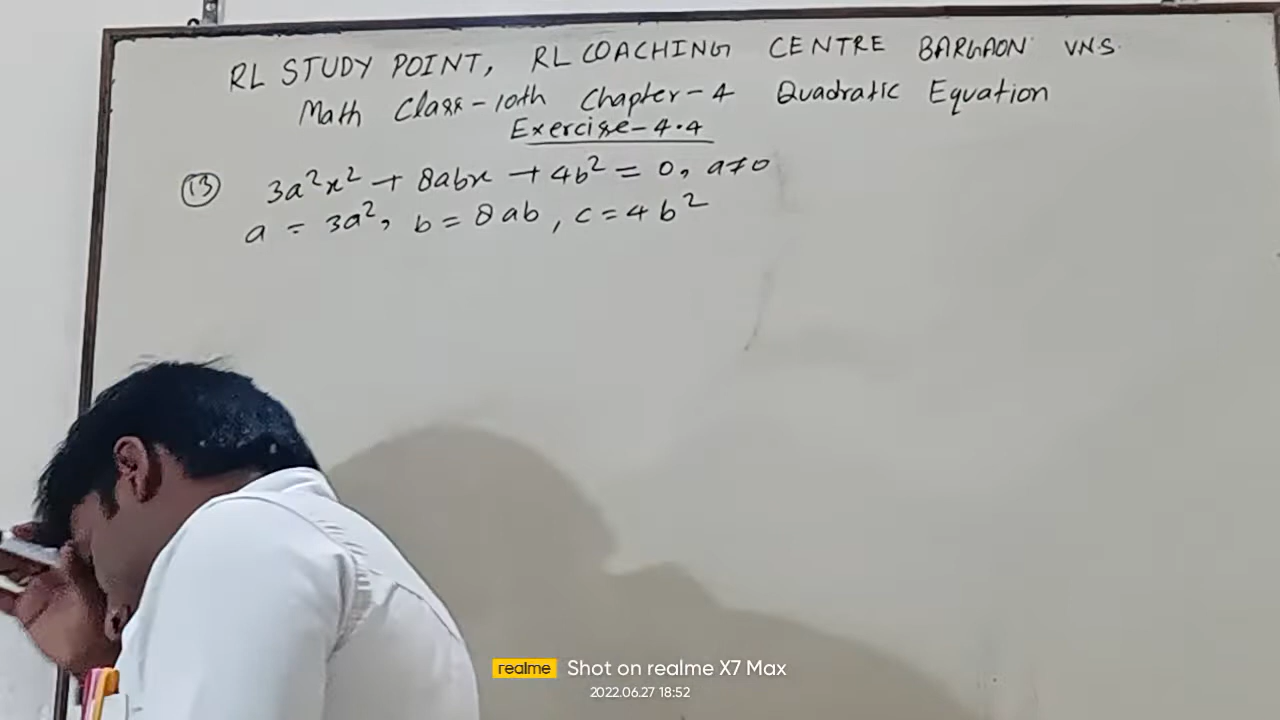 RL STUDY POINT, RL COACHING CENTRE BARGAON VNS.
Math Class-10th Chapter-4 Quadratic Equation
Exercise-4.4
(13) 3a²x² + 8abx + 4b² = 0, a≠0
a = 3a², b = 8ab, c = 4b²
realme Shot on realme X7 Max
2022.06.27 18:52